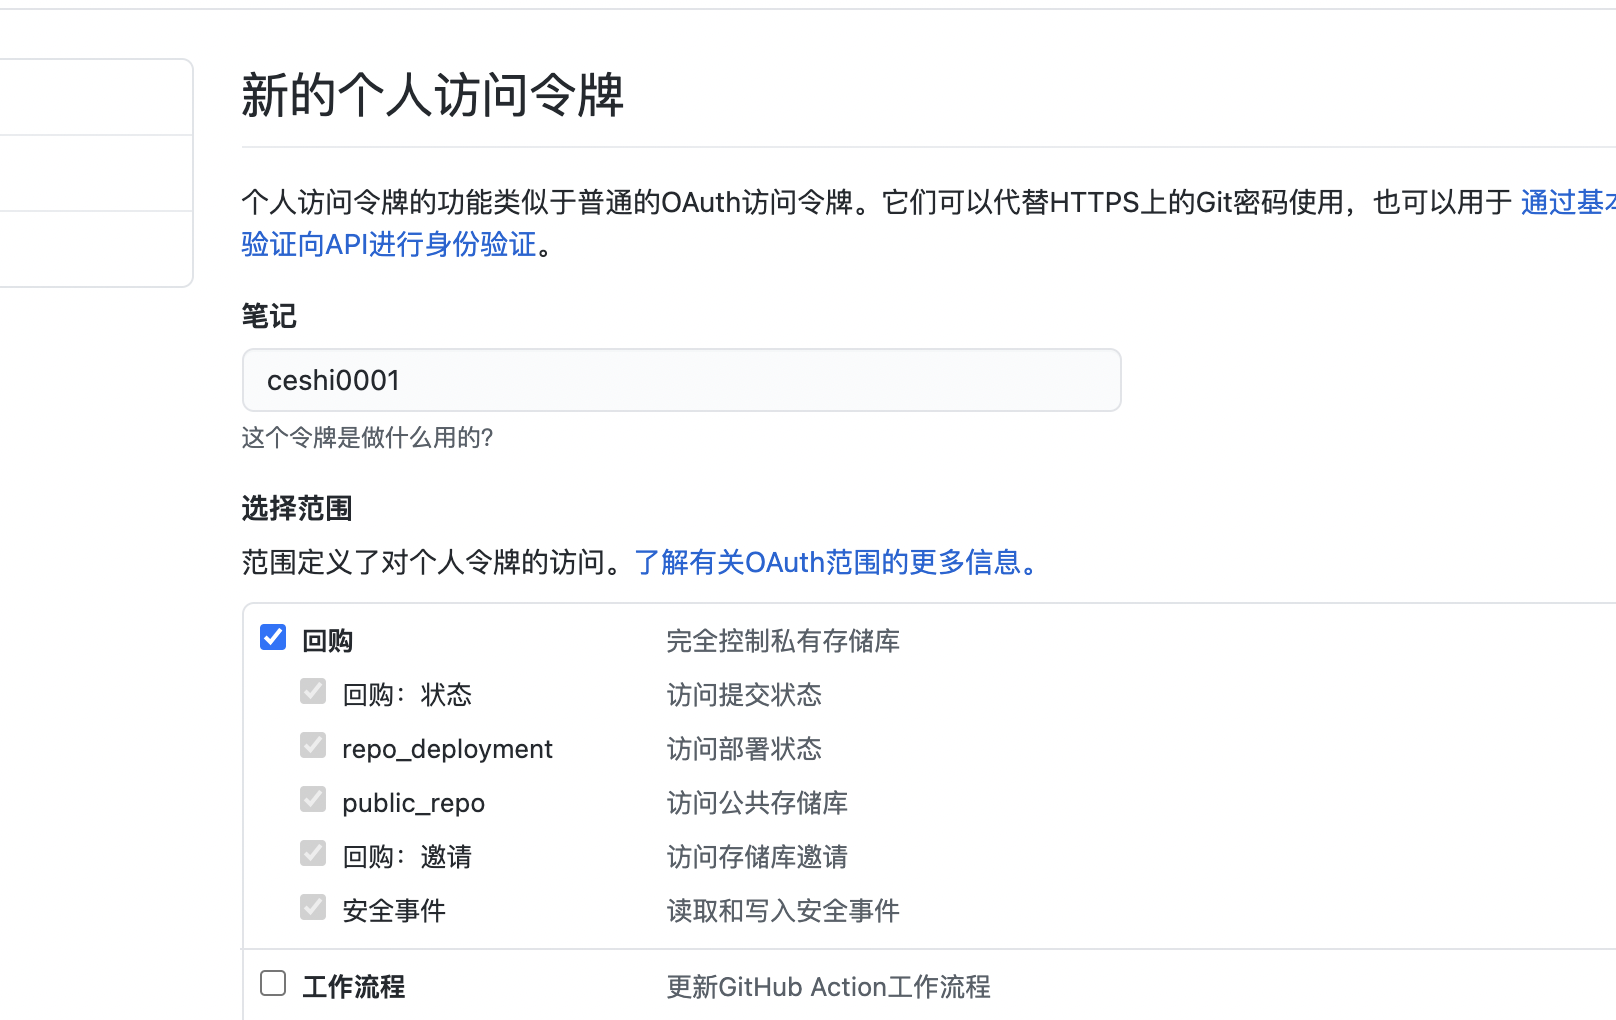 新的个人访问令牌
个人访问令牌的功能类似于普通的OAuth访问令牌。它们可以代替HTTPS上的Git密码使用，也可以用于 通过基本
验证向API进行身份验证。
笔记
ceshi0001
这个令牌是做什么用的?
选择范围
范围定义了对个人令牌的访问。了解有关OAuth范围的更多信息。
回购 完全控制私有存储库
回购：状态 访问提交状态
repo_deployment 访问部署状态
public_repo 访问公共存储库
回购：邀请 访问存储库邀请
安全事件 读取和写入安全事件
工作流程 更新GitHub Action工作流程